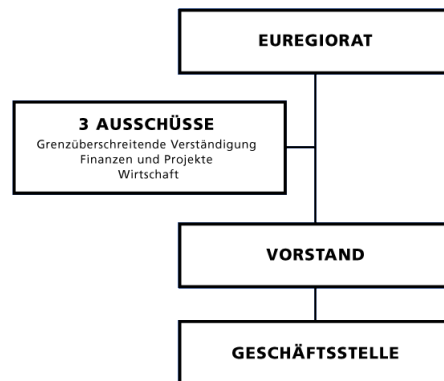 EUREGIORAT
3 AUSSCHÜSSE
Grenzüberschreitende Verständigung
Finanzen und Projekte
Wirtschaft
VORSTAND
GESCHÄFTSSTELLE